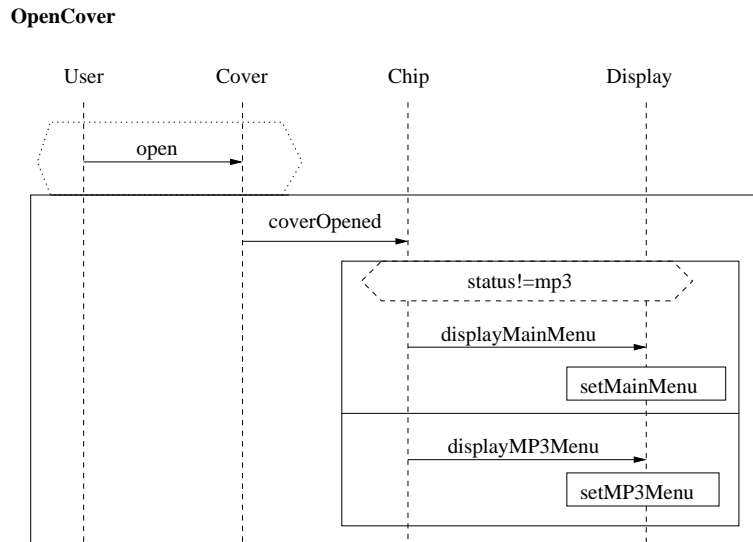 OpenCover
User Cover Chip Display
open
coverOpened
status!=mp3
displayMainMenu
setMainMenu
displayMP3Menu
setMP3Menu